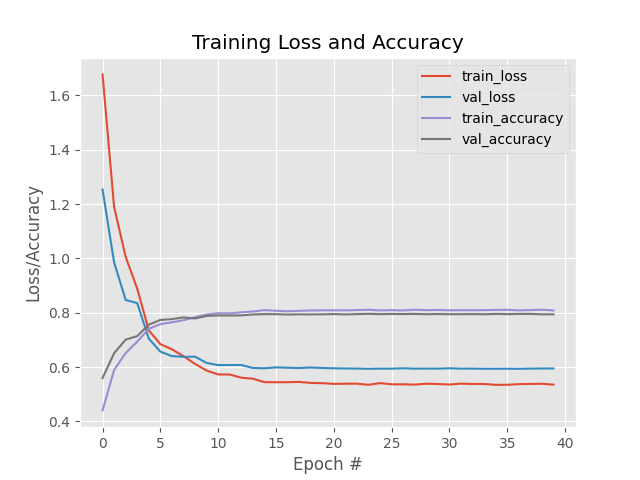 Training Loss and Accuracy
train_loss
val_loss
train_accuracy
val_accuracy
1.6
1.4
1.2
1.0
0.8
0.6
0.4
Loss/Accuracy
0 5 10 15 20 25 30 35 40
Epoch #